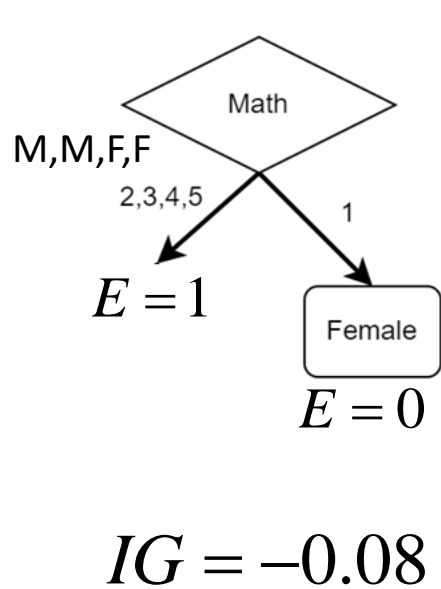 Math
M,M,F,F
2,3,4,5
1
E = 1
Female
E = 0
IG = −0.08